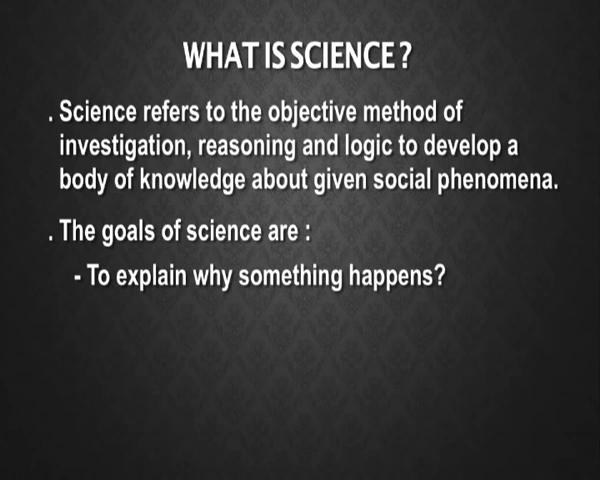 WHAT IS SCIENCE?
. Science refers to the objective method of
investigation, reasoning and logic to develop a
body of knowledge about given social phenomena.
. The goals of science are :
- To explain why something happens?